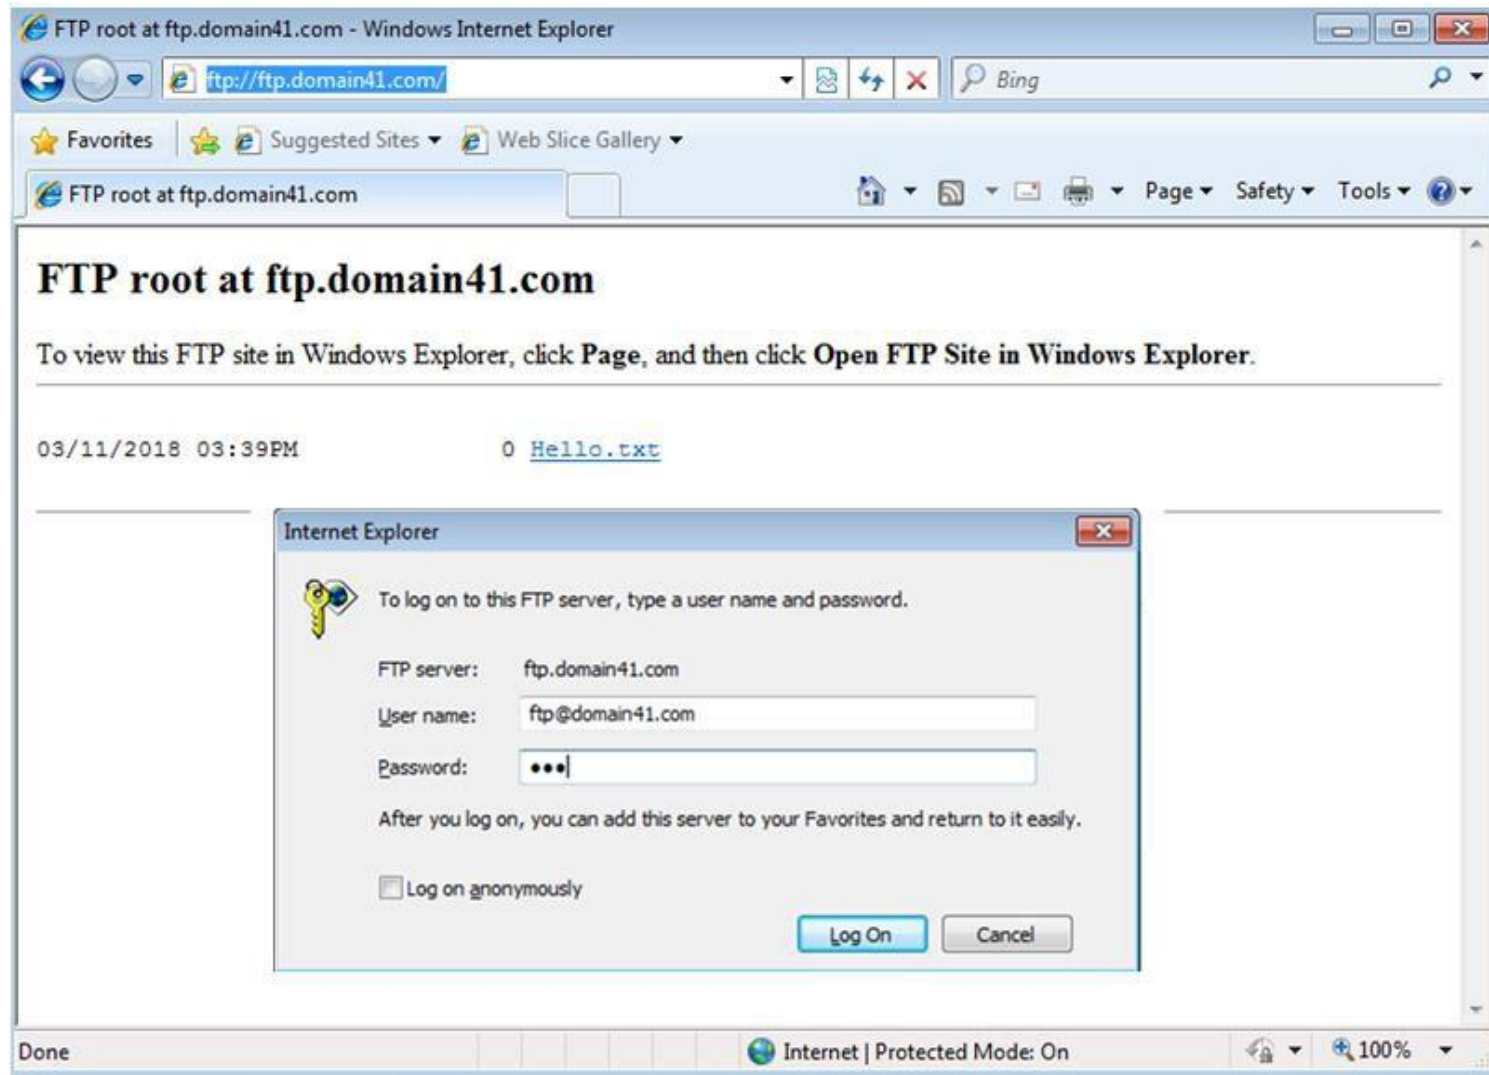 FTP root at ftp.domain41.com - Windows Internet Explorer
ftp://ftp.domain41.com/
Bing
Favorites Suggested Sites Web Slice Gallery
FTP root at ftp.domain41.com
Page Safety Tools
FTP root at ftp.domain41.com
To view this FTP site in Windows Explorer, click Page, and then click Open FTP Site in Windows Explorer.
03/11/2018 03:39PM 0 Hello.txt
Internet Explorer
To log on to this FTP server, type a user name and password.
FTP server: ftp.domain41.com
User name: ftp@domain41.com
Password: •••
After you log on, you can add this server to your Favorites and return to it easily.
Log on anonymously
Log On Cancel
Done Internet | Protected Mode: On 100%